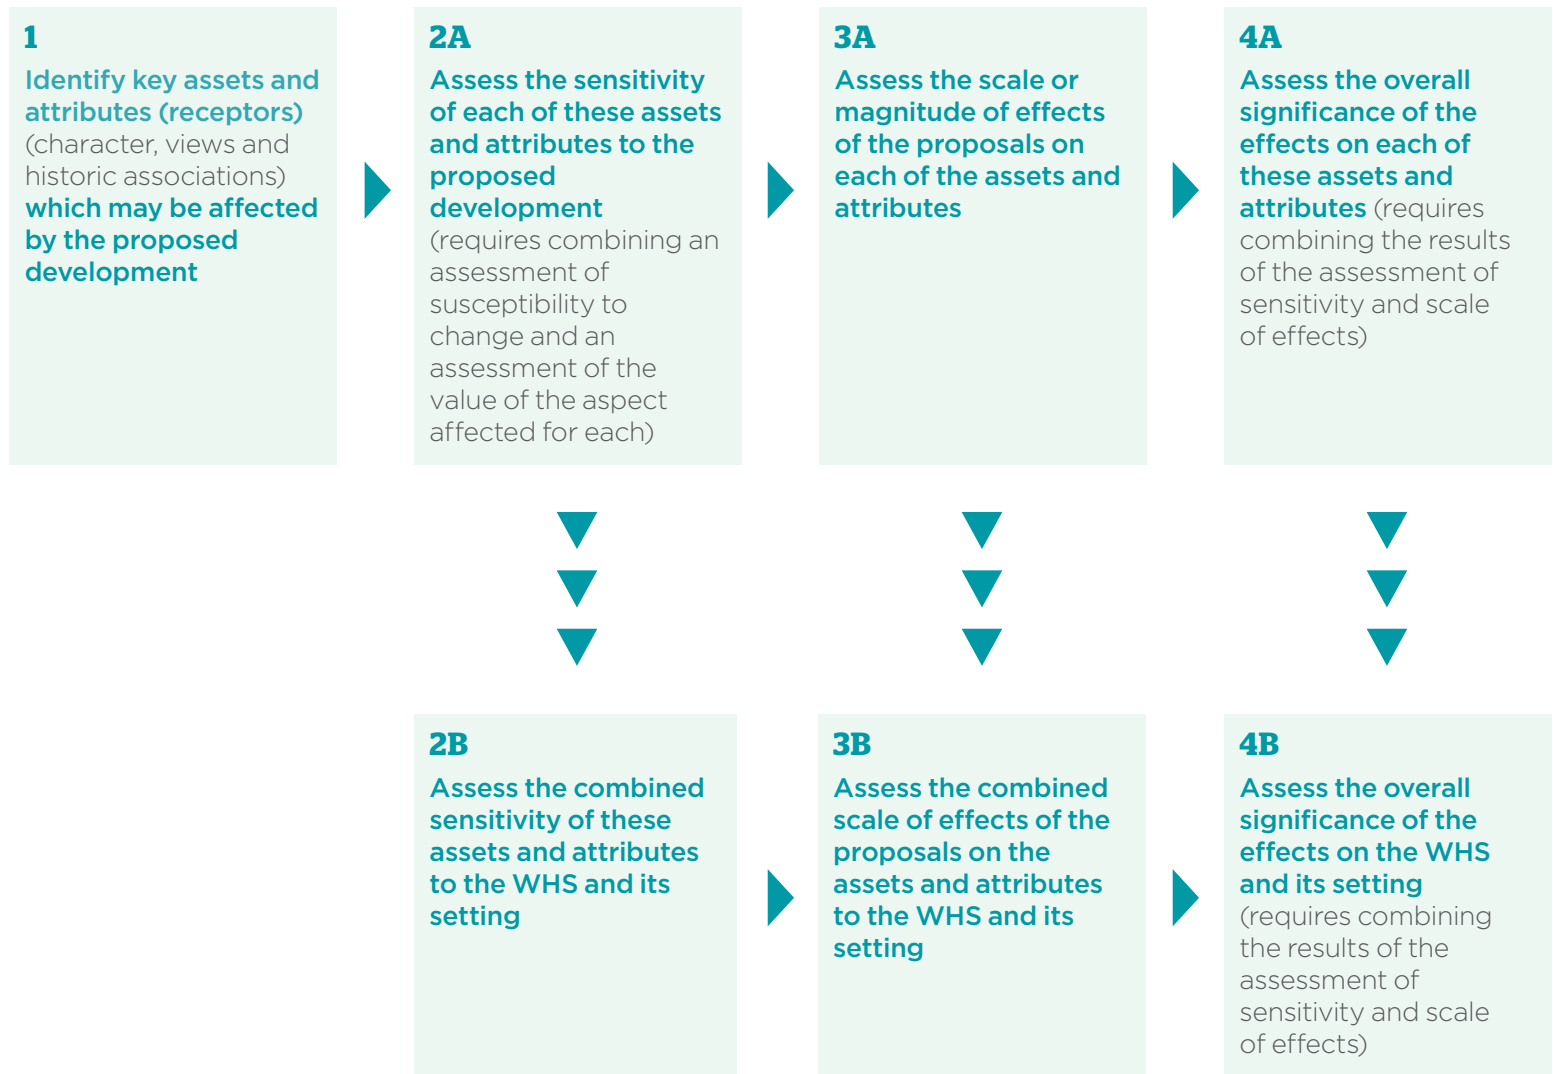 1
Identify key assets and
attributes (receptors)
(character, views and
historic associations)
which may be affected
by the proposed
development
2A
Assess the sensitivity
of each of these assets
and attributes to the
proposed
development
(requires combining an
assessment of
susceptibility to
change and an
assessment of the
value of the aspect
affected for each)
3A
Assess the scale or
magnitude of effects
of the proposals on
each of the assets and
attributes
4A
Assess the overall
significance of the
effects on each of
these assets and
attributes (requires
combining the results
of the assessment of
sensitivity and scale
of effects)
2B
Assess the combined
sensitivity of these
assets and attributes
to the WHS and its
setting
3B
Assess the combined
scale of effects of the
proposals on the
assets and attributes
to the WHS and its
setting
4B
Assess the overall
significance of the
effects on the WHS
and its setting
(requires combining
the results of the
assessment of
sensitivity and scale
of effects)